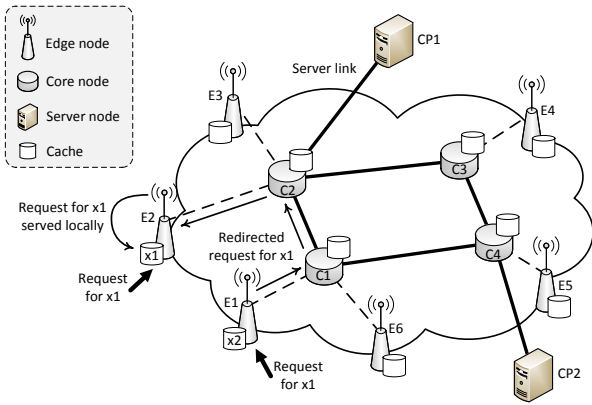 Edge node
Core node
Server node
Cache
CP1
Server link
E3
E4
C3
C2
E2
Request for x1
served locally
x1
Redirected
request for x1
C4
C1
Request
for x1
E1
E5
E6
x2
Request
for x1
CP2